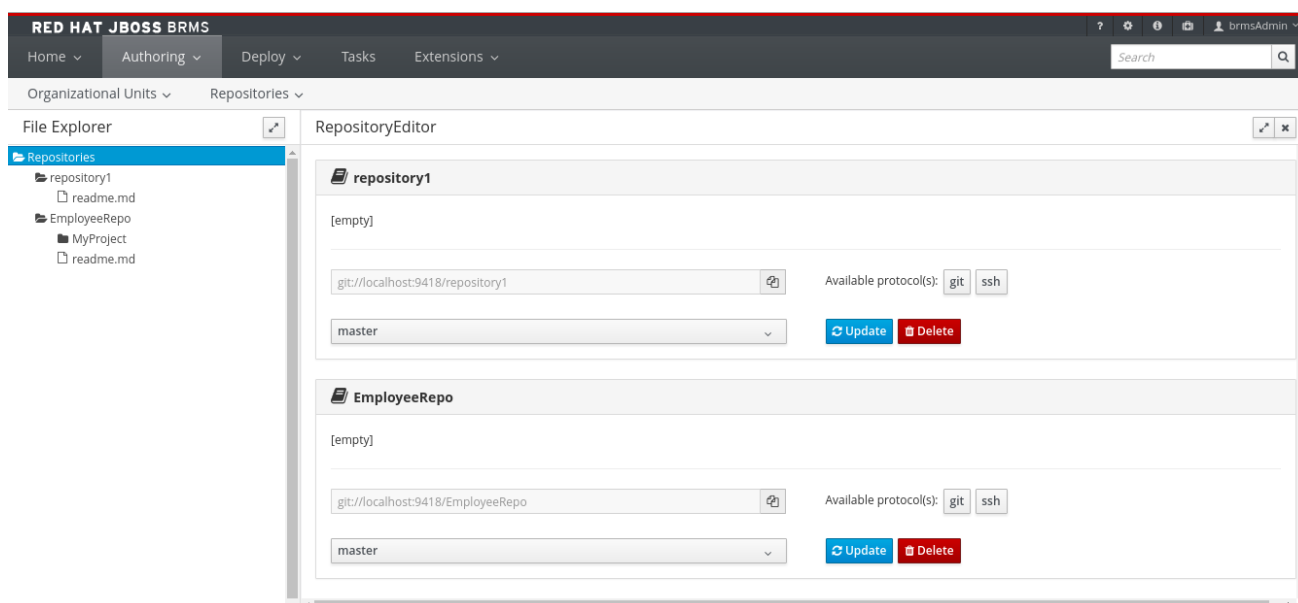 RED HAT JBOSS BRMS
? brmsAdmin
Home Authoring Deploy Tasks Extensions
Search
Organizational Units Repositories
File Explorer
RepositoryEditor
Repositories
repository1
readme.md
EmployeeRepo
MyProject
readme.md
repository1
[empty]
git://localhost:9418/repository1
Available protocol(s): git ssh
master
Update Delete
EmployeeRepo
[empty]
git://localhost:9418/EmployeeRepo
Available protocol(s): git ssh
master
Update Delete